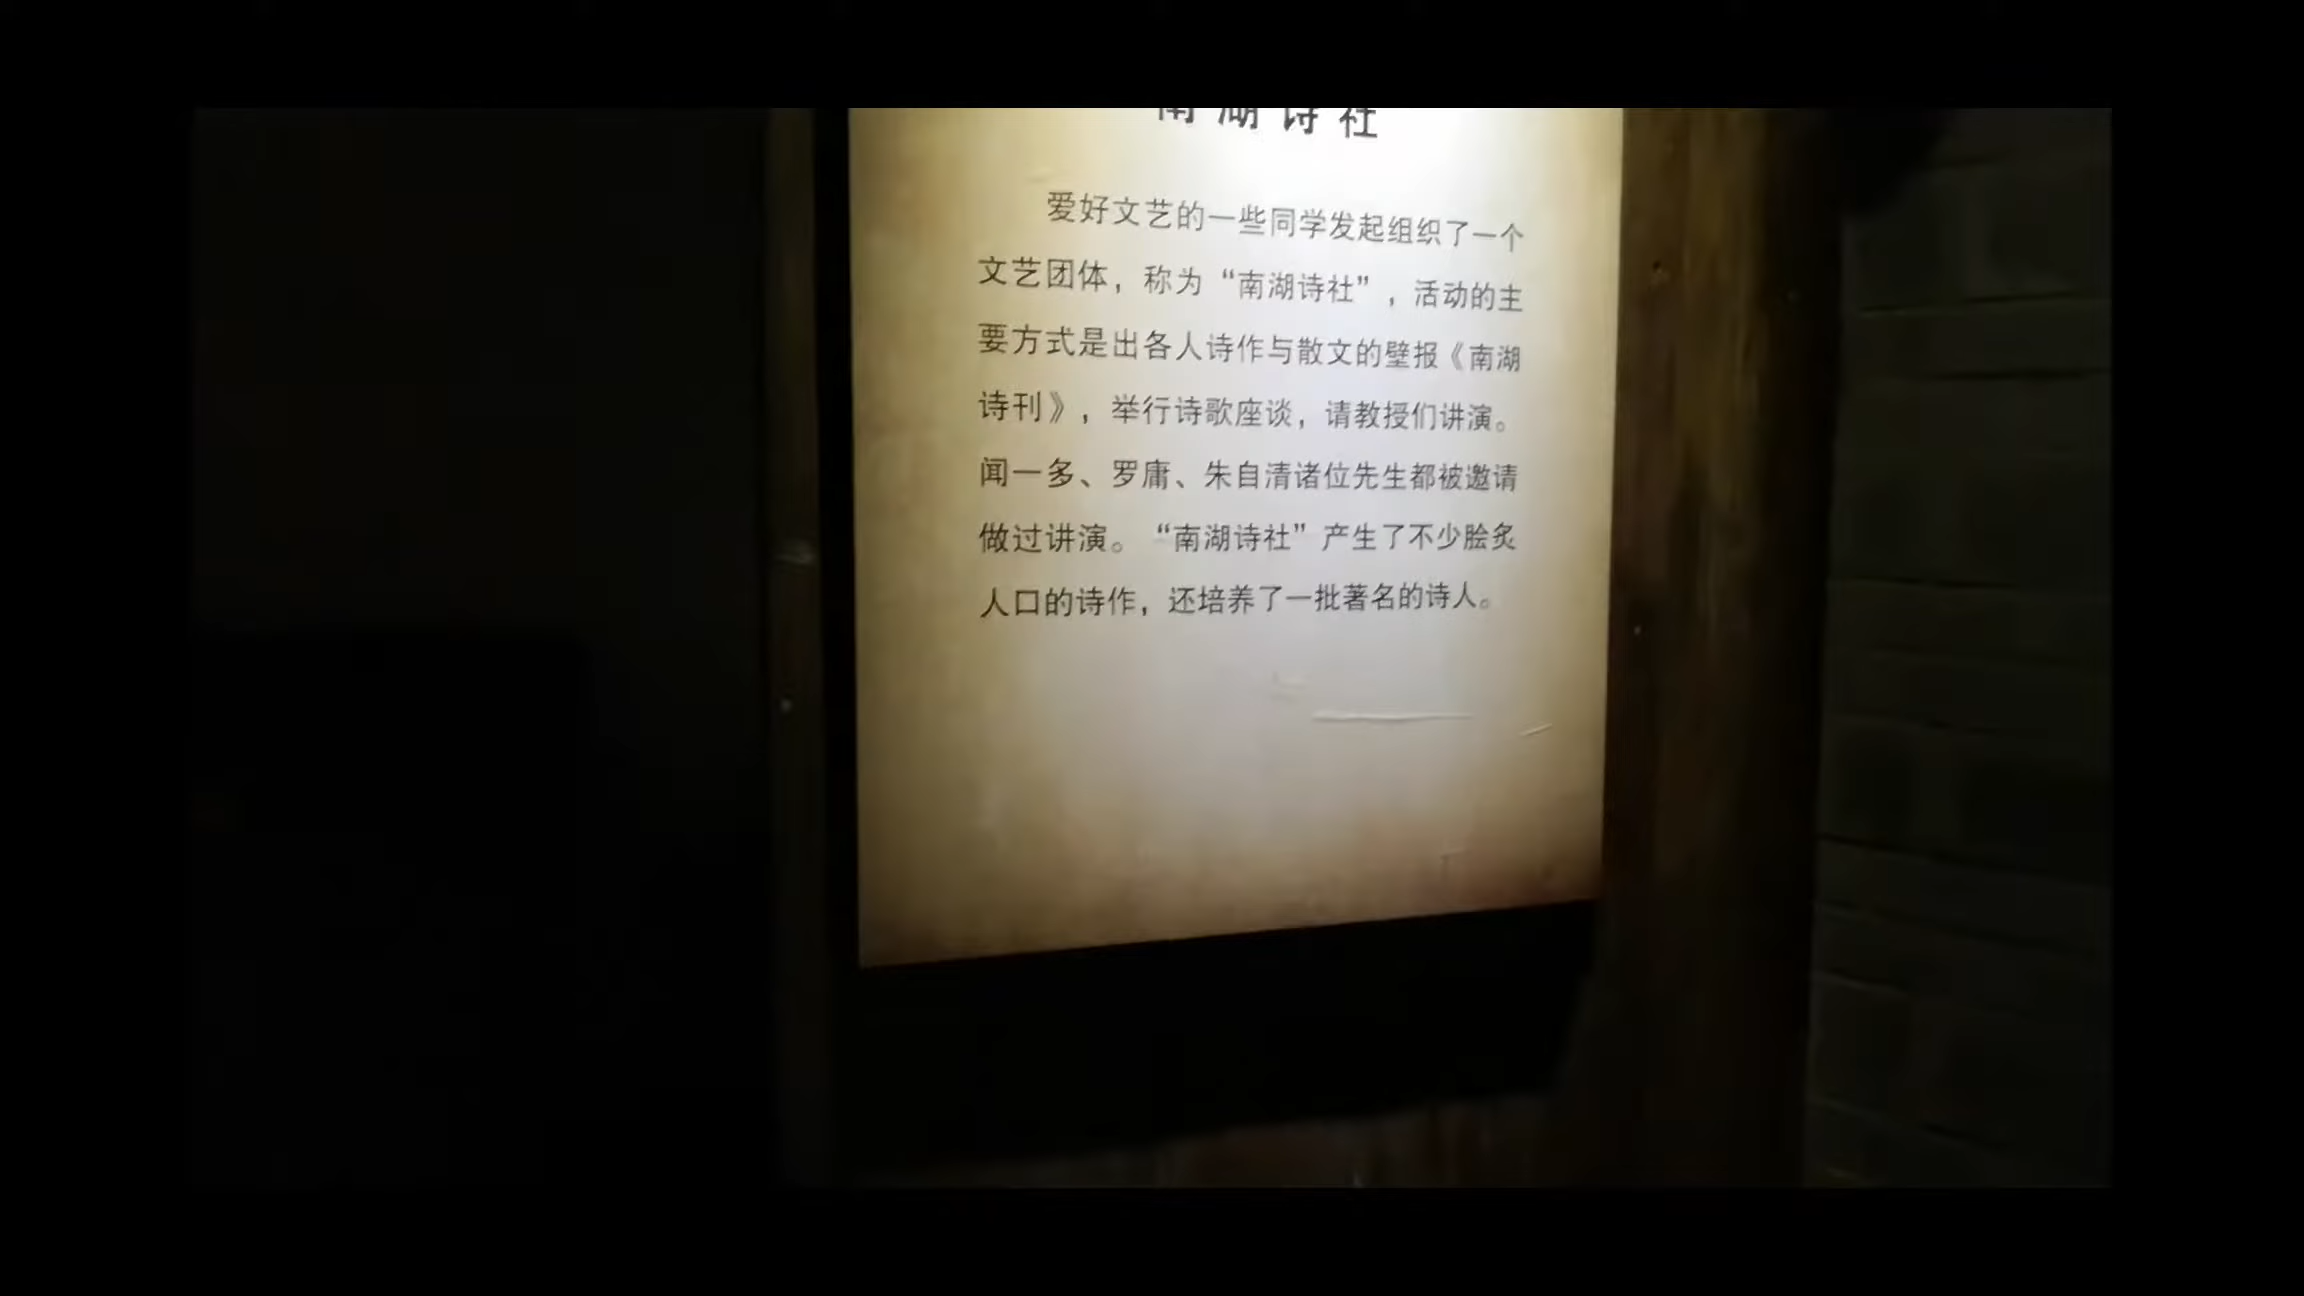 南湖诗社
爱好文艺的一些同学发起组织了一个
文艺团体，称为“南湖诗社”，活动的主
要方式是出各人诗作与散文的壁报《南湖
诗刊》，举行诗歌座谈，请教授们讲演。
闻一多、罗庸、朱自清诸位先生都被邀请
做过讲演。“南湖诗社”产生了不少脍炙
人口的诗作，还培养了一批著名的诗人。